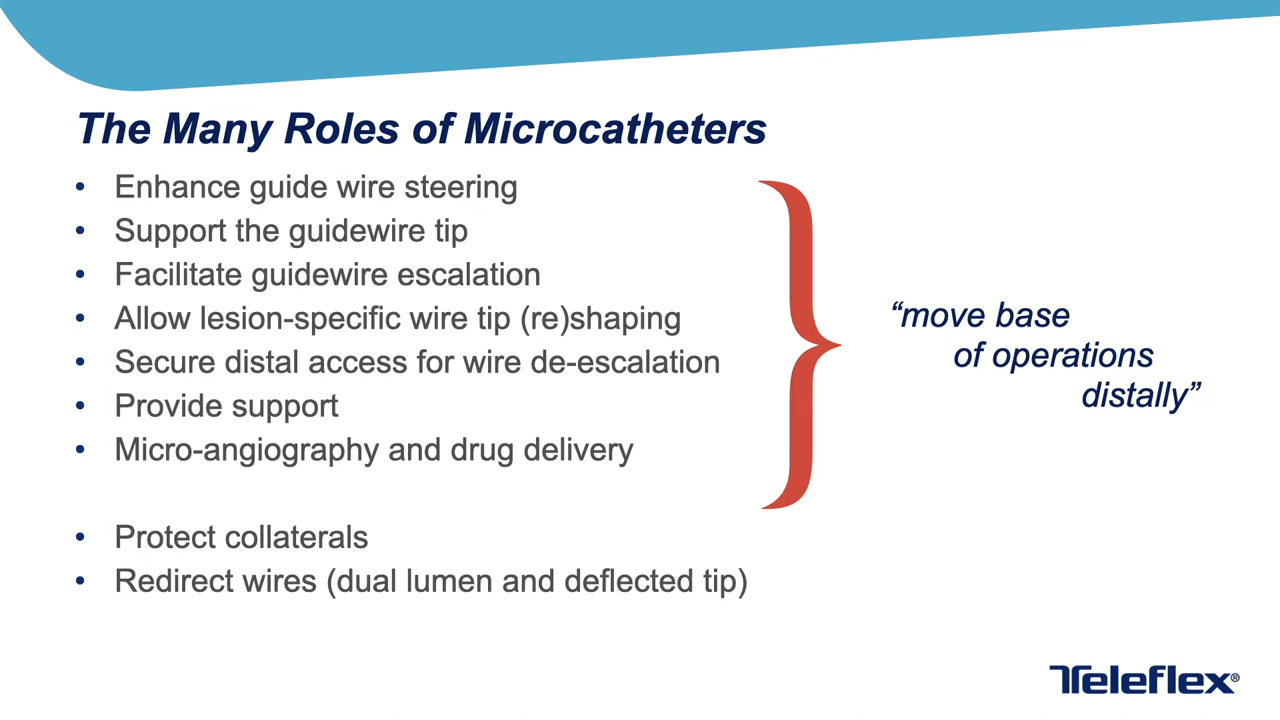 The Many Roles of Microcatheters
• Enhance guide wire steering
• Support the guidewire tip
• Facilitate guidewire escalation
• Allow lesion-specific wire tip (re)shaping
• Secure distal access for wire de-escalation
• Provide support
• Micro-angiography and drug delivery
“move base
of operations
distally”
• Protect collaterals
• Redirect wires (dual lumen and deflected tip)
Teleflex®